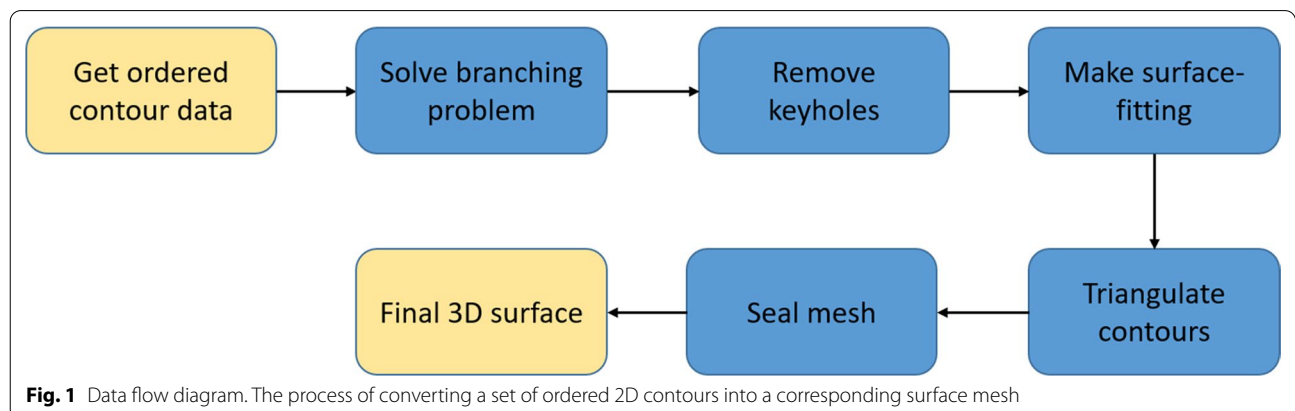 Get ordered
contour data
Solve branching
problem
Remove
keyholes
Make surface-
fitting
Triangulate
contours
Seal mesh
Final 3D surface
Fig. 1 Data flow diagram. The process of converting a set of ordered 2D contours into a corresponding surface mesh